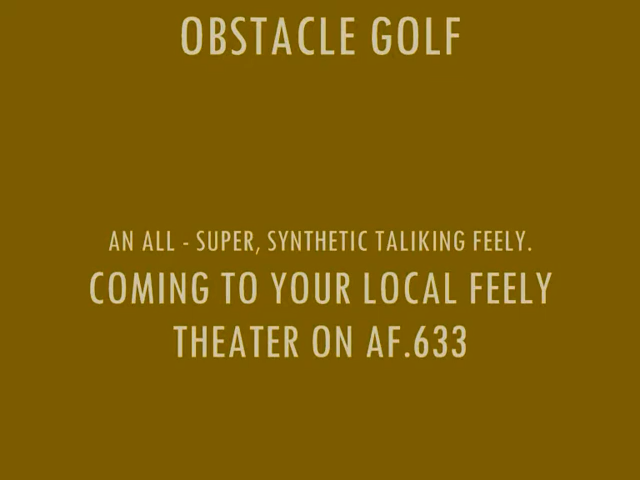 OBSTACLE GOLF
AN ALL - SUPER, SYNTHETIC TALIKING FEELY.
COMING TO YOUR LOCAL FEELY
THEATER ON AF.633